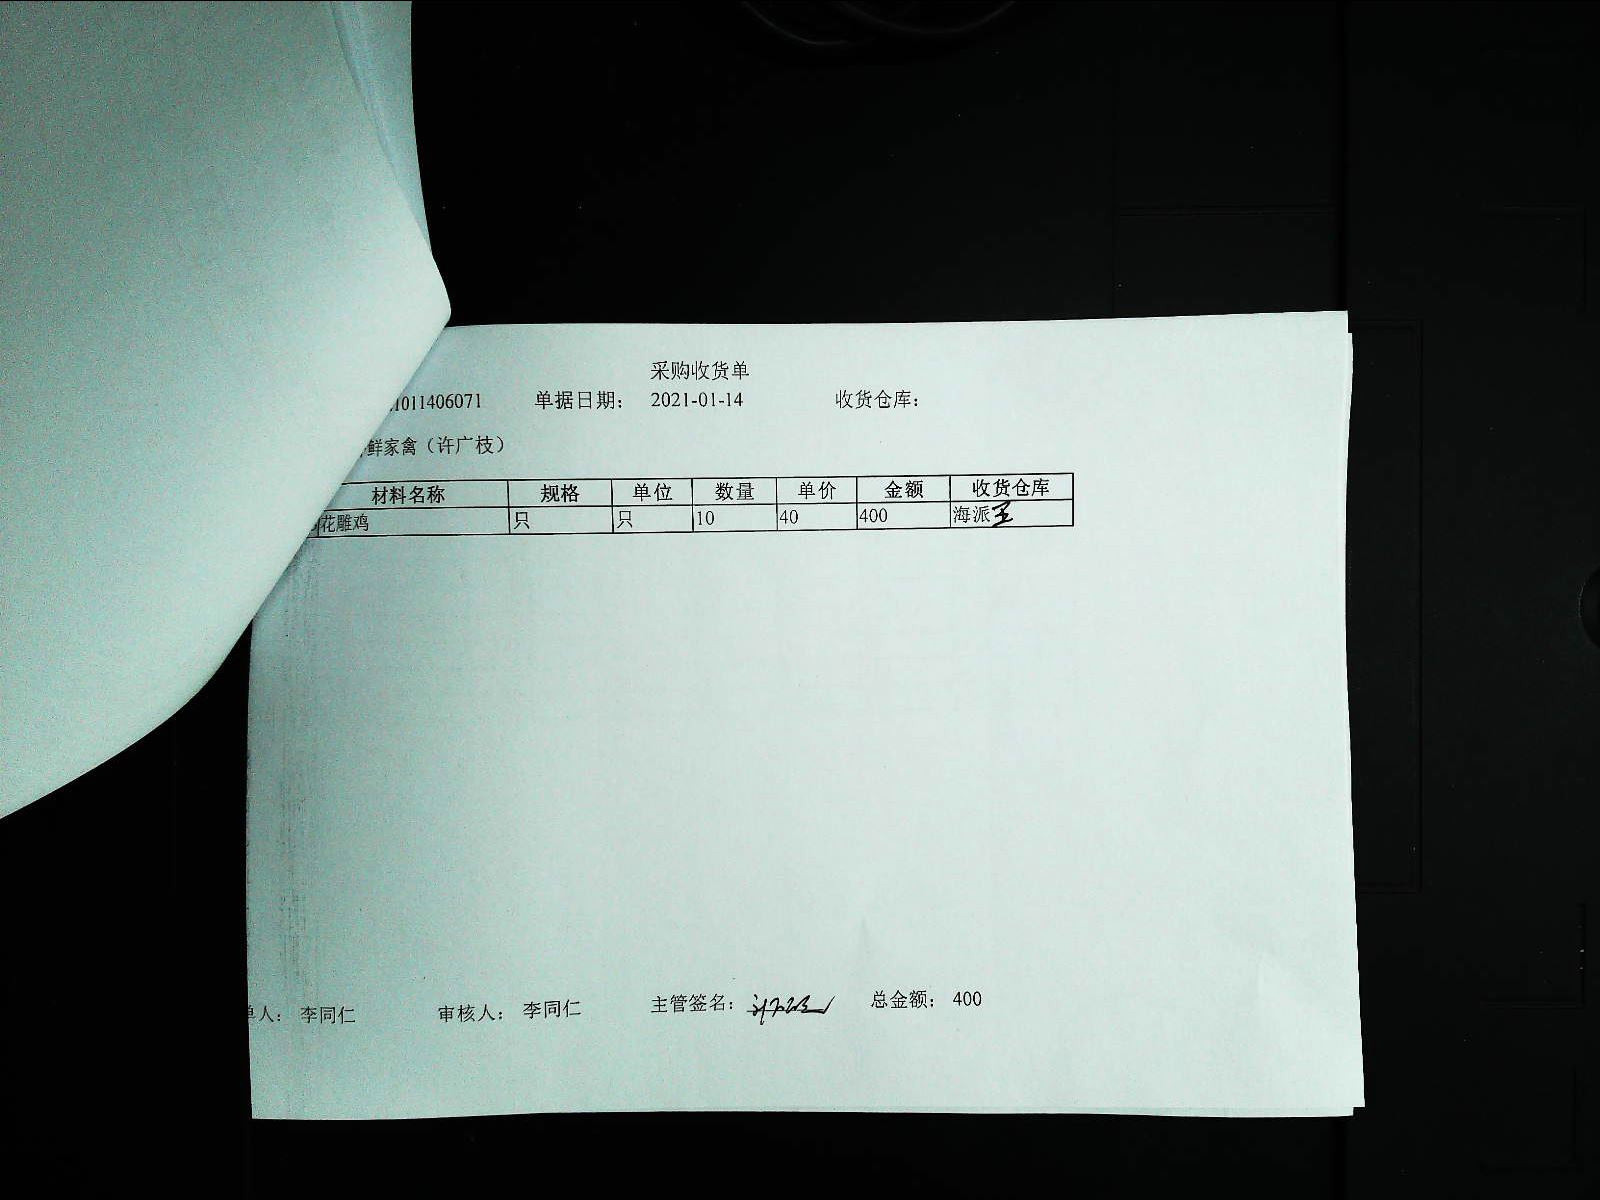 采购收货单
1011406071 单据日期： 2021-01-14 收货仓库：
鲜家禽（许广枝）
材料名称 规格 单位 数量 单价 金额 收货仓库
花雕鸡 只 只 10 40 400 海派王
单人： 李同仁 审核人： 李同仁 主管签名： 总金额： 400